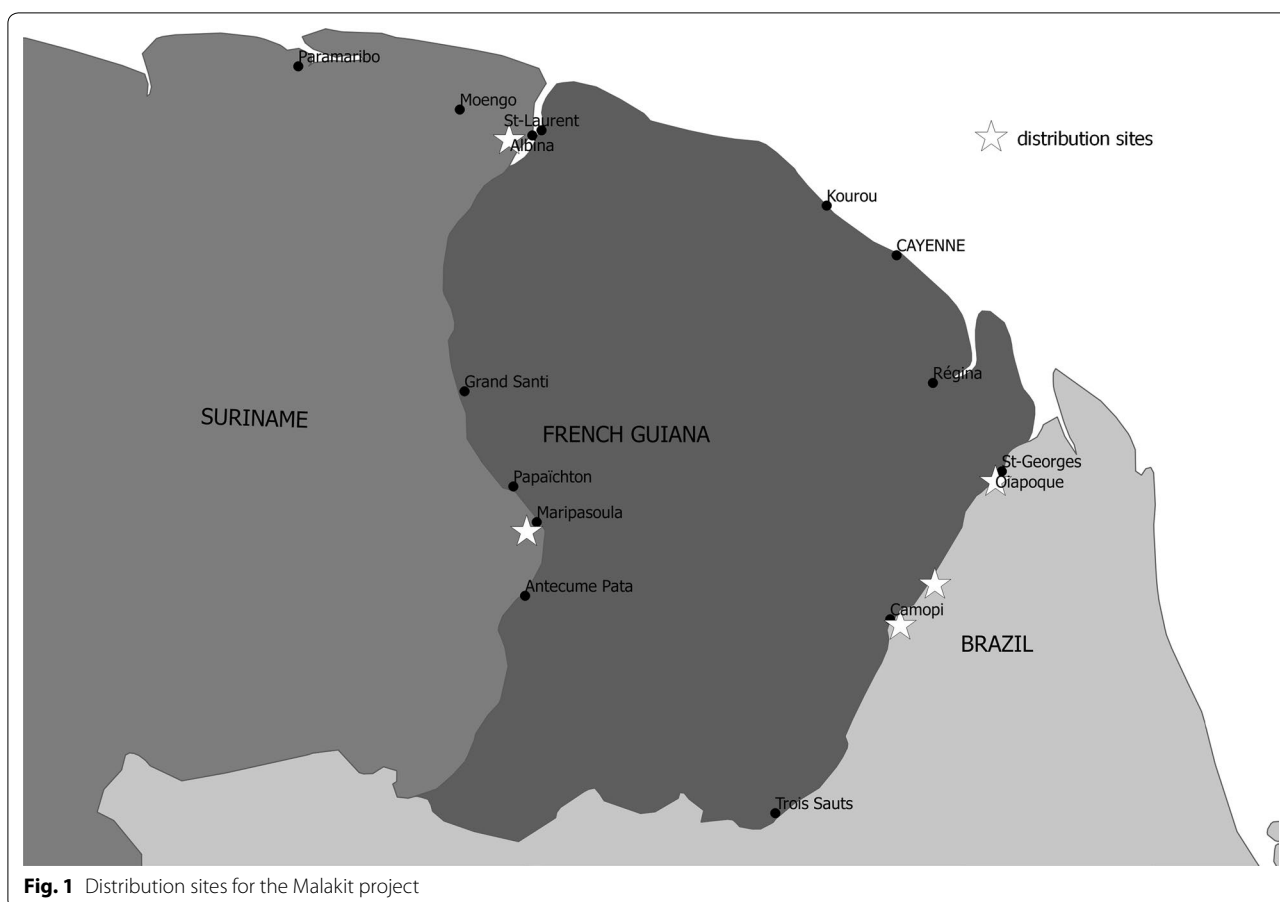 Paramaribo
Moengo
St-Laurent
Albina
distribution sites
Kourou
CAYENNE
Régina
Grand Santi
SURINAME
FRENCH GUIANA
St-Georges
Oiapoque
Papaïchton
Maripasoula
Antecume Pata
Camopi
BRAZIL
Trois Sauts
Fig. 1 Distribution sites for the Malakit project